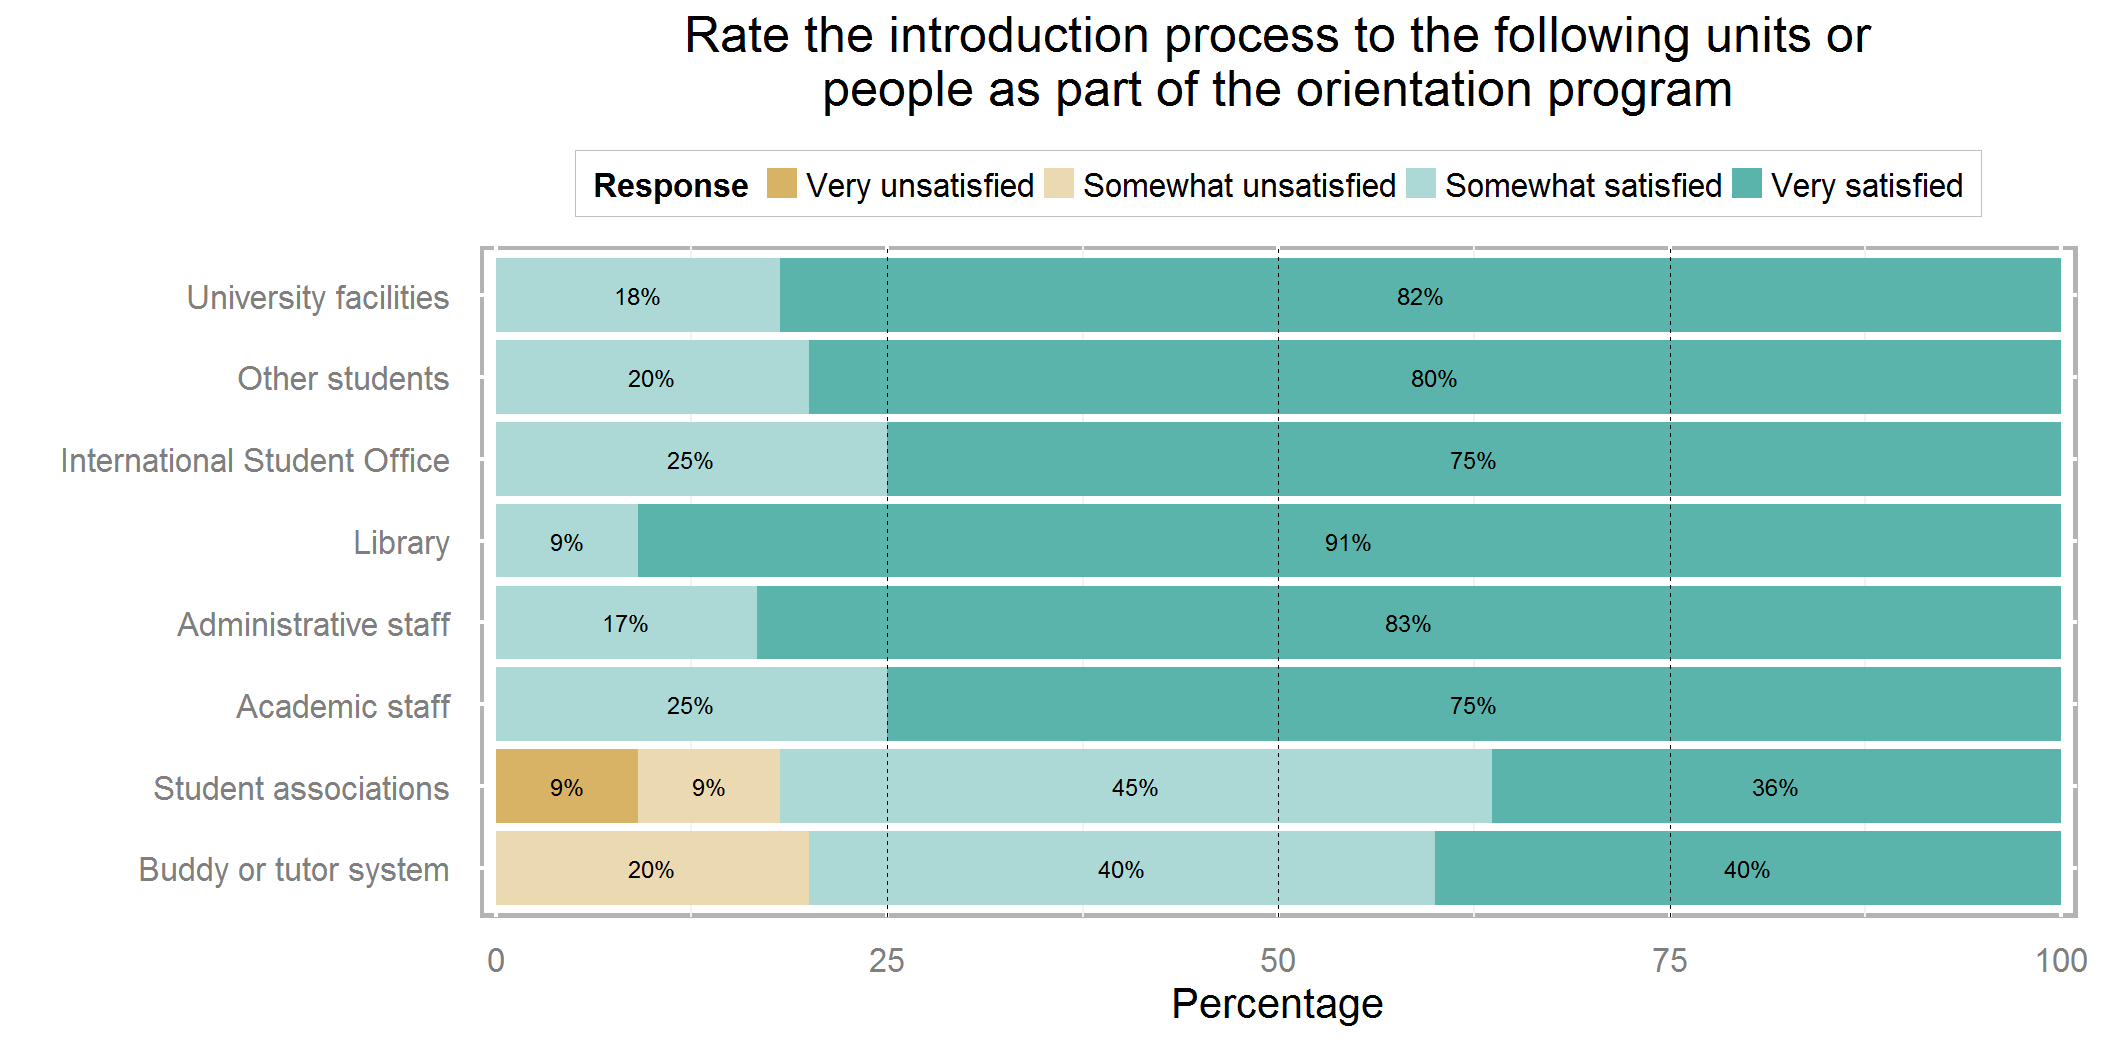 Rate the introduction process to the following units or
people as part of the orientation program
Response Very unsatisfied Somewhat unsatisfied Somewhat satisfied Very satisfied
University facilities 18% 82%
Other students 20% 80%
International Student Office 25% 75%
Library 9% 91%
Administrative staff 17% 83%
Academic staff 25% 75%
Student associations 9% 9% 45% 36%
Buddy or tutor system 20% 40% 40%
0 25 50 75 100
Percentage